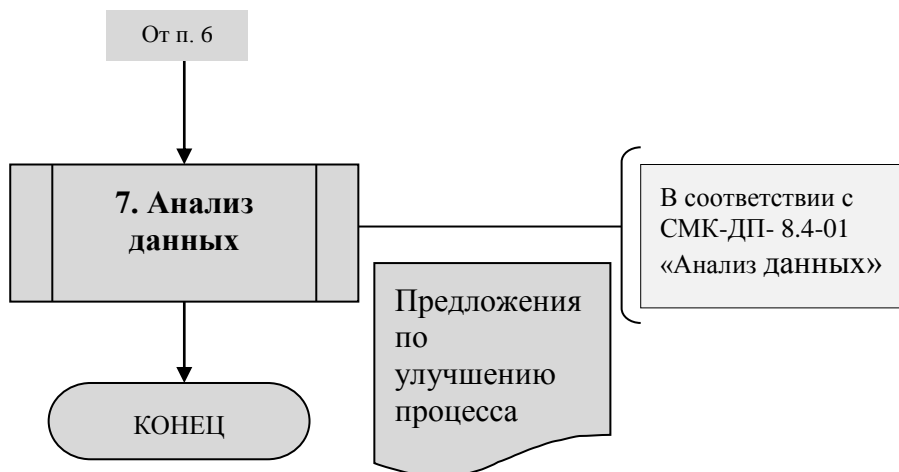 От п. 6
7. Анализ
данных
В соответствии с
СМК-ДП- 8.4-01
«Анализ данных»
Предложения
по
улучшению
процесса
КОНЕЦ